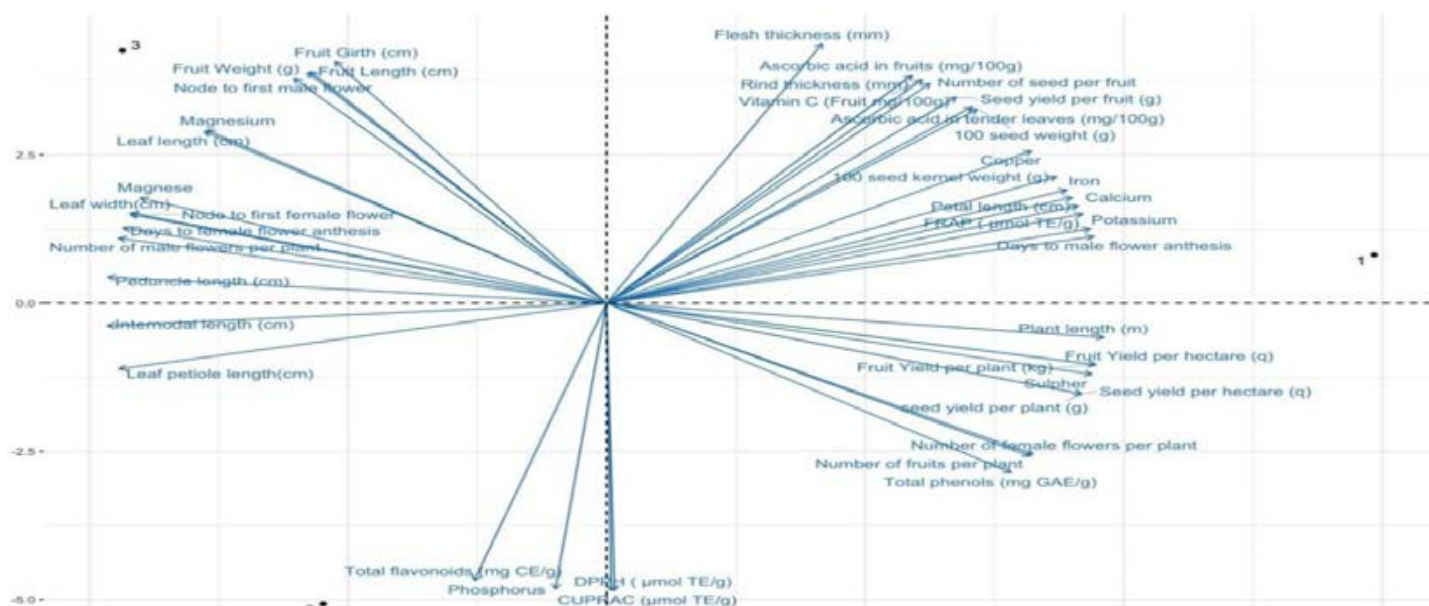 3
Fruit Girth (cm)
Fruit Weight (g)
Fruit Length (cm)
Node to first male flower
Magnesium
Leaf length (cm)
Magnese
Leaf width(cm)
Node to first female flower
Days to female flower anthesis
Number of male flowers per plant
Peduncle length (cm)
Internodal length (cm)
Leaf petiole length(cm)
Flesh thickness (mm)
Ascorbic acid in fruits (mg/100g)
Rind thickness (mm)
Number of seed per fruit
Vitamin C (Fruit mg/100g)
Seed yield per fruit (g)
Ascorbic acid in tender leaves (mg/100g)
100 seed weight (g)
Copper
100 seed kernel weight (g)
Iron
Calcium
Petal length (cm)
FRAP ( μmol TE/g)
Potassium
Days to male flower anthesis
1
Plant length (m)
Fruit Yield per hectare (q)
Fruit Yield per plant (kg)
Sulpher
Seed yield per hectare (q)
seed yield per plant (g)
Number of female flowers per plant
Number of fruits per plant
Total phenols (mg GAE/g)
Total flavonoids (mg CE/g)
Phosphorus
DPPH ( μmol TE/g)
CUPRAC (μmol TE/g)
2.5
0.0
-2.5
-5.0